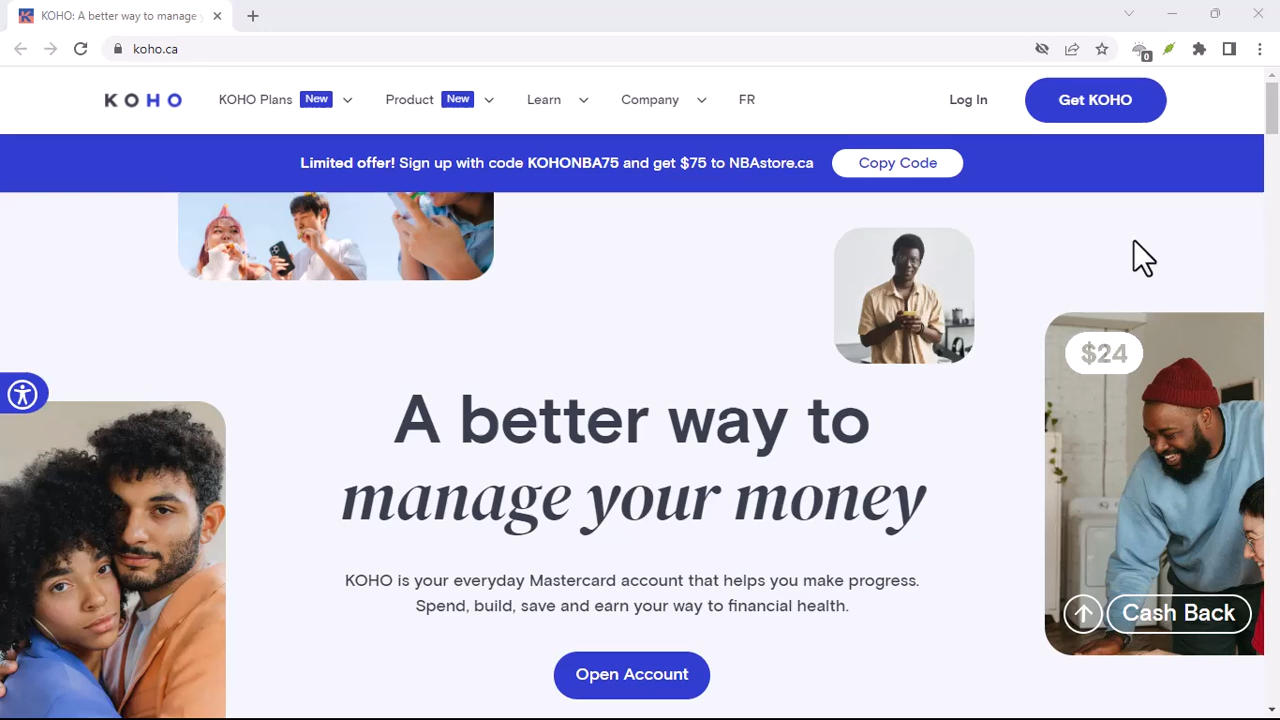 KOHO: A better way to manage
koho.ca
0
KOHO
KOHO Plans New
Product New
Learn
Company
FR
Log In
Get KOHO
Limited offer! Sign up with code KOHONBA75 and get $75 to NBAstore.ca
Copy Code
$24
A better way to
manage your money
KOHO is your everyday Mastercard account that helps you make progress.
Spend, build, save and earn your way to financial health.
Cash Back
Open Account